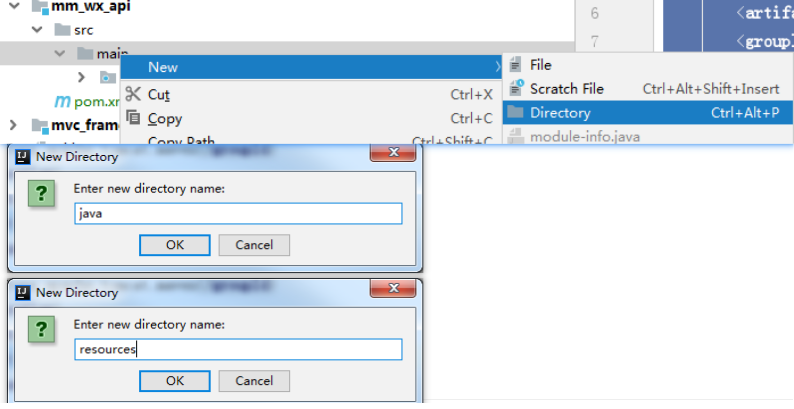 mm_wx_api
src
main
pom.xm
mvc_fram
6
7
<artifa
<group
New
Cut Ctrl+X
Copy Ctrl+C
Copy Path Ctrl+Shift+C
File
Scratch File Ctrl+Alt+Shift+Insert
Directory Ctrl+Alt+P
module-info.java
New Directory
Enter new directory name:
java
OK Cancel
New Directory
Enter new directory name:
resources
OK Cancel